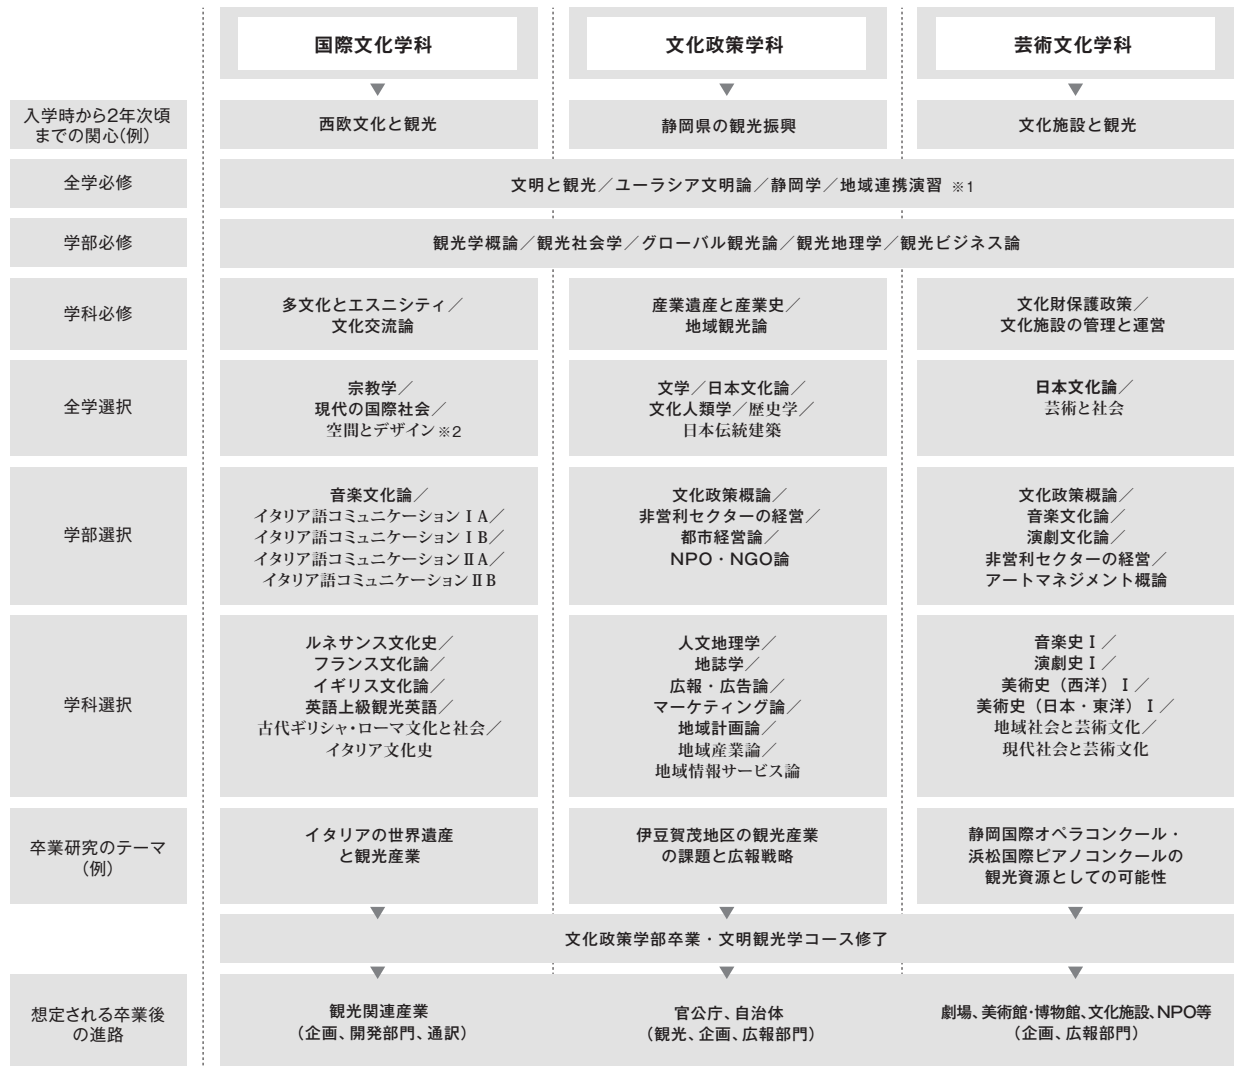 国際文化学科
文化政策学科
芸術文化学科
入学時から2年次頃
までの関心(例)
西欧文化と観光
静岡県の観光振興
文化施設と観光
全学必修
文明と観光／ユーラシア文明論／静岡学／地域連携演習 ※1
学部必修
観光学概論／観光社会学／グローバル観光論／観光地理学／観光ビジネス論
学科必修
多文化とエスニシティ／
文化交流論
産業遺産と産業史／
地域観光論
文化財保護政策／
文化施設の管理と運営
全学選択
宗教学／
現代の国際社会／
空間とデザイン※2
文学／日本文化論／
文化人類学／歴史学／
日本伝統建築
日本文化論／
芸術と社会
学部選択
音楽文化論／
イタリア語コミュニケーションⅠA／
イタリア語コミュニケーションⅠB／
イタリア語コミュニケーションⅡA／
イタリア語コミュニケーションⅡB
文化政策概論／
非営利セクターの経営／
都市経営論／
NPO・NGO論
文化政策概論／
音楽文化論／
演劇文化論／
非営利セクターの経営／
アートマネジメント概論
学科選択
ルネサンス文化史／
フランス文化論／
イギリス文化論／
英語上級観光英語／
古代ギリシャ・ローマ文化と社会／
イタリア文化史
人文地理学／
地誌学／
広報・広告論／
マーケティング論／
地域計画論／
地域産業論／
地域情報サービス論
音楽史Ⅰ／
演劇史Ⅰ／
美術史（西洋）Ⅰ／
美術史（日本・東洋）Ⅰ／
地域社会と芸術文化／
現代社会と芸術文化
卒業研究のテーマ
(例)
イタリアの世界遺産
と観光産業
伊豆賀茂地区の観光産業
の課題と広報戦略
静岡国際オペラコンクール・
浜松国際ピアノコンクールの
観光資源としての可能性
文化政策学部卒業・文明観光学コース修了
想定される卒業後
の進路
観光関連産業
(企画、開発部門、通訳)
官公庁、自治体
(観光、企画、広報部門)
劇場、美術館・博物館、文化施設、NPO等
(企画、広報部門)